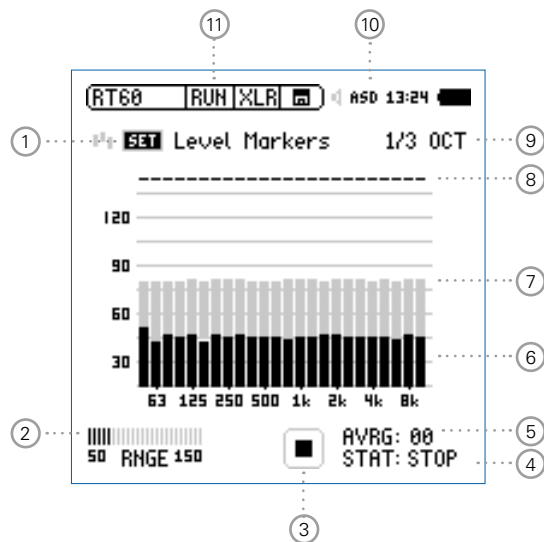 11
10
RT60 RUN XLR ASD 13:24
1 SET Level Markers 1/3 OCT 9
8
120
90
7
60
6
30
63 125 250 500 1k 2k 4k 8k
2
50 RNGE 150
AVRG: 00 5
STAT: STOP 4
3